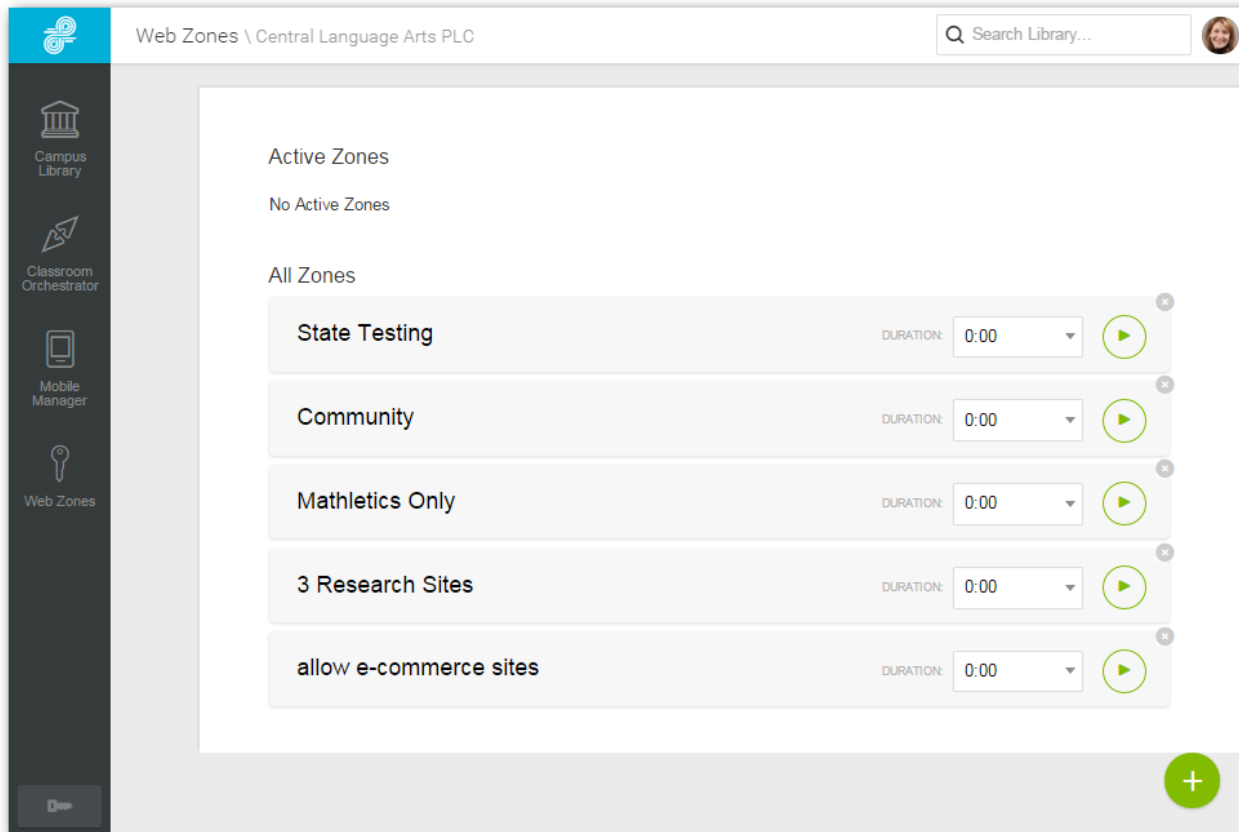 Web Zones \ Central Language Arts PLC
Search Library...
Campus
Library
Classroom
Orchestrator
Mobile
Manager
Web Zones
Active Zones
No Active Zones
All Zones
State Testing
DURATION: 0:00
Community
DURATION: 0:00
Mathletics Only
DURATION: 0:00
3 Research Sites
DURATION: 0:00
allow e-commerce sites
DURATION: 0:00